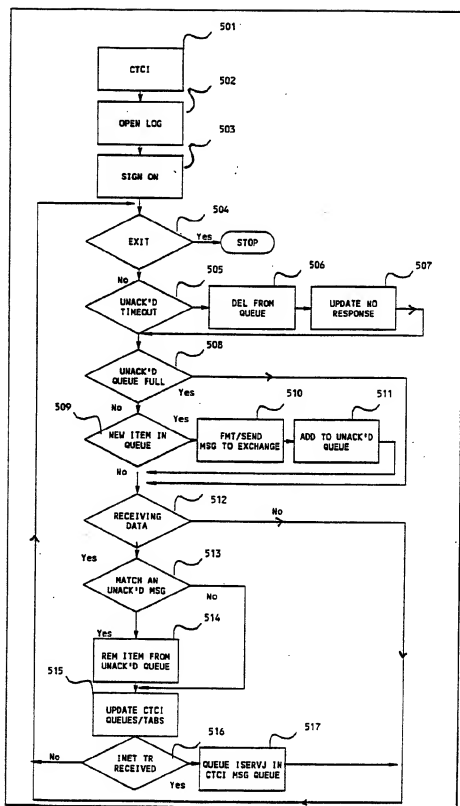 501
CTCI
502
OPEN LOG
503
SIGN ON
504
EXIT
Yes
STOP
No
505
506
507
UNACK'D
TIMEOUT
DEL FROM
QUEUE
UPDATE NO
RESPONSE
508
UNACK'D
QUEUE FULL
Yes
509
No
Yes
510
511
NEW ITEM IN
QUEUE
FMT/SEND
MSG TO EXCHANGE
ADD TO UNACK'D
QUEUE
No
512
RECEIVING
DATA
No
Yes
513
MATCH AN
UNACK'D MSG
No
514
Yes
REM ITEM FROM
UNACK'D QUEUE
515
UPDATE CTCI
QUEUES/TABS
516
517
No
INET TR
RECEIVED
QUEUE ISERVJ IN
CTCI MSG QUEUE
Yes